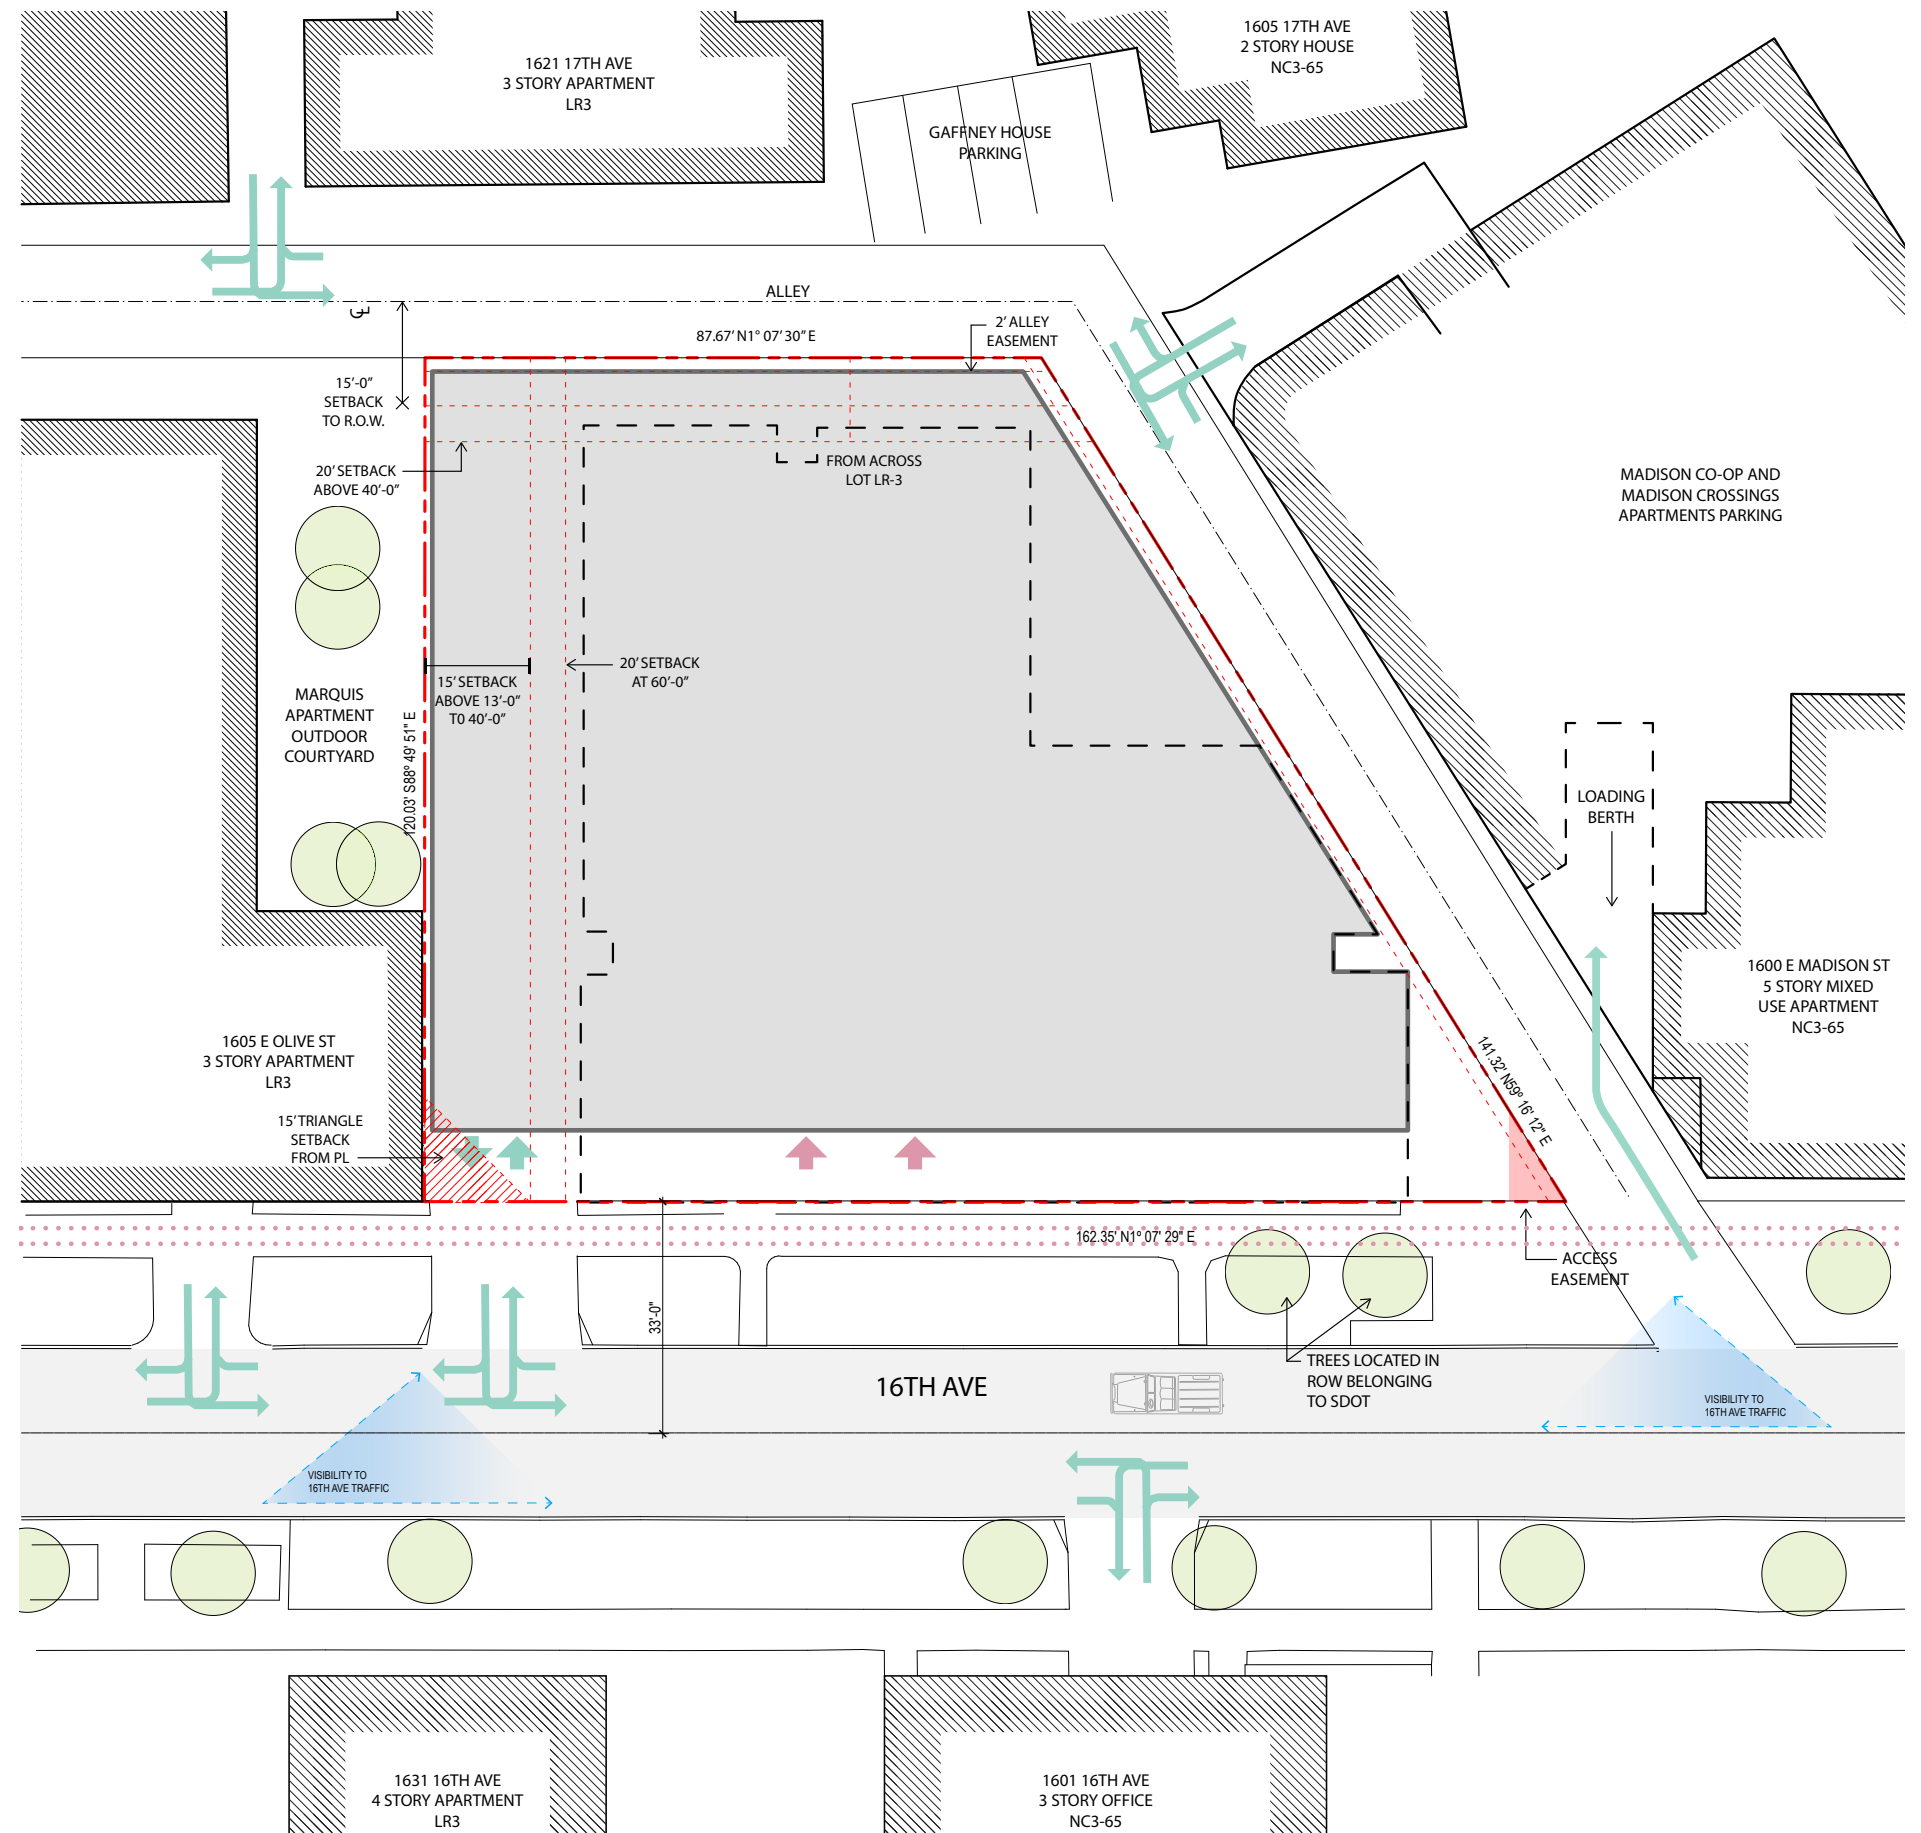 1621 17TH AVE
3 STORY APARTMENT
LR3
1605 17TH AVE
2 STORY HOUSE
NC3-65
GAFFNEY HOUSE
PARKING
ALLEY
CL
87.67' N1° 07' 30" E
2' ALLEY
EASEMENT
15'-0"
SETBACK
TO R.O.W.
20' SETBACK
ABOVE 40'-0"
FROM ACROSS
LOT LR-3
MADISON CO-OP AND
MADISON CROSSINGS
APARTMENTS PARKING
20' SETBACK
AT 60'-0"
15' SETBACK
ABOVE 13'-0"
T0 40'-0"
MARQUIS
APARTMENT
OUTDOOR
COURTYARD
120.03' S88° 49' 51" E
LOADING
BERTH
1600 E MADISON ST
5 STORY MIXED
USE APARTMENT
NC3-65
1605 E OLIVE ST
3 STORY APARTMENT
LR3
141.32' N59° 16' 12" E
15' TRIANGLE
SETBACK
FROM PL
162.35' N1° 07' 29" E
ACCESS
EASEMENT
33'-0"
TREES LOCATED IN
ROW BELONGING
TO SDOT
16TH AVE
VISIBILITY TO
16TH AVE TRAFFIC
VISIBILITY TO
16TH AVE TRAFFIC
1631 16TH AVE
4 STORY APARTMENT
LR3
1601 16TH AVE
3 STORY OFFICE
NC3-65